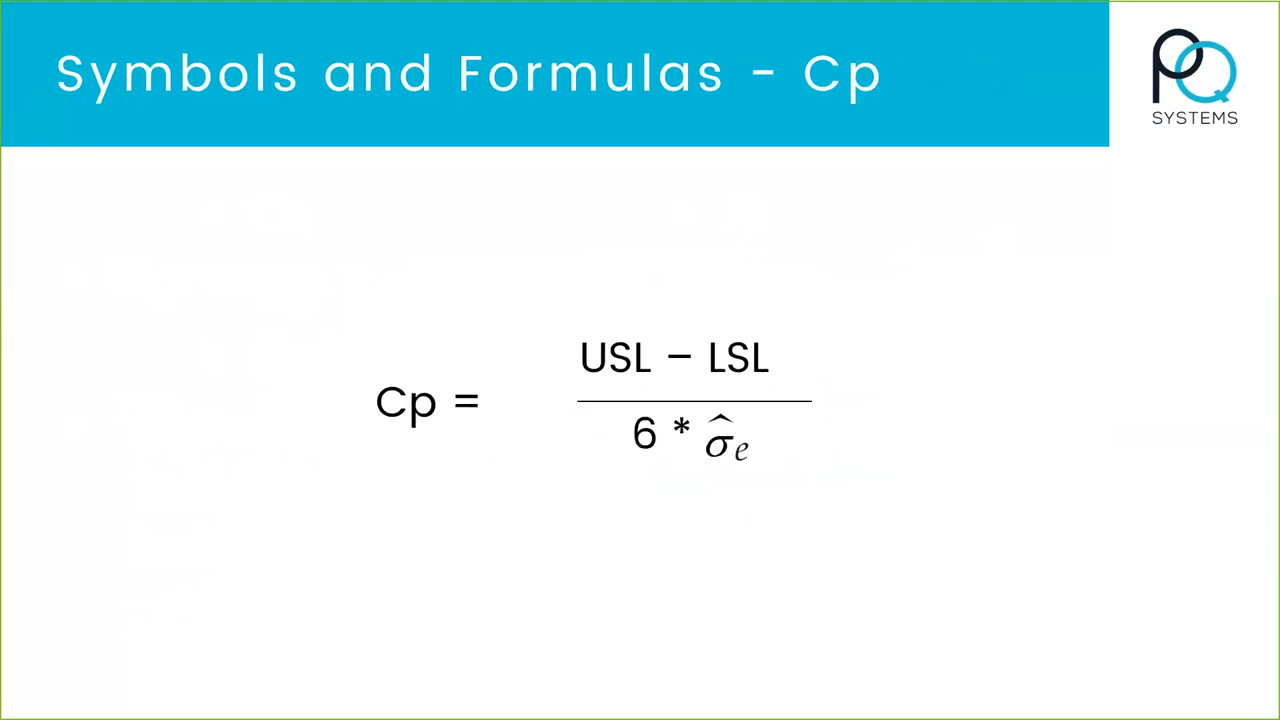 Symbols and Formulas - Cp
PQ
SYSTEMS
USL – LSL
Cp =
6 * σ̂e